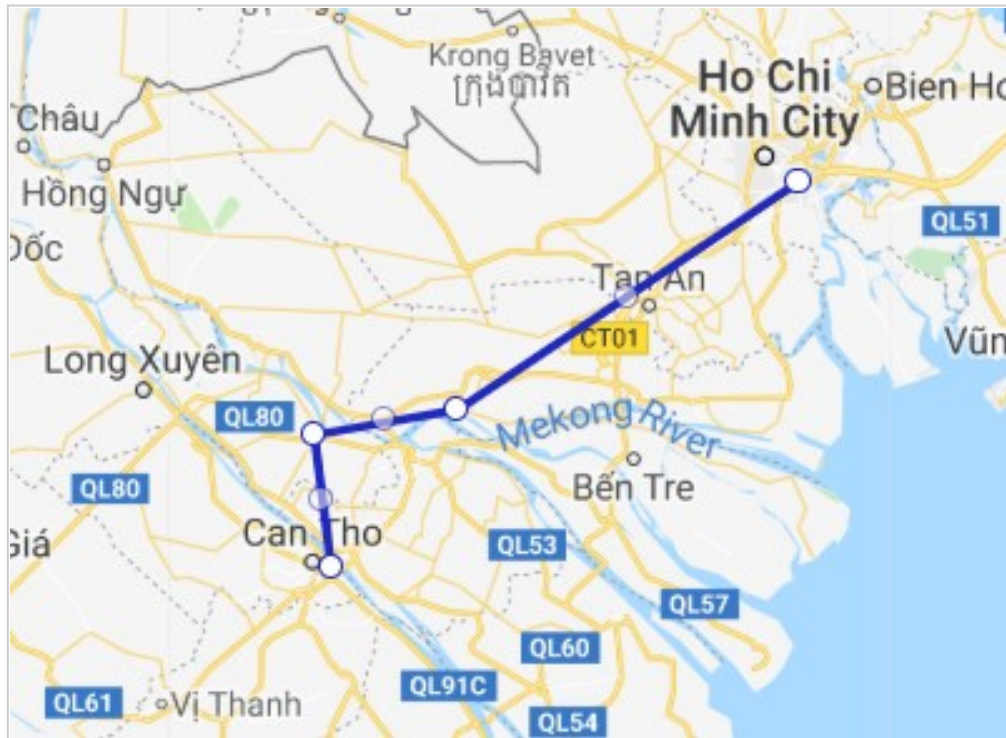 Krong Bavet
ក្រុងបាវិត
Ho Chi
Minh City
Bien Ho
Châu
Hồng Ngự
Dốc
QL51
Tan An
CT01
Vũn
Long Xuyên
QL80
Mekong River
QL80
Bến Tre
Giá
Can Tho
QL53
QL57
QL60
QL91C
QL61
Vị Thanh
QL54